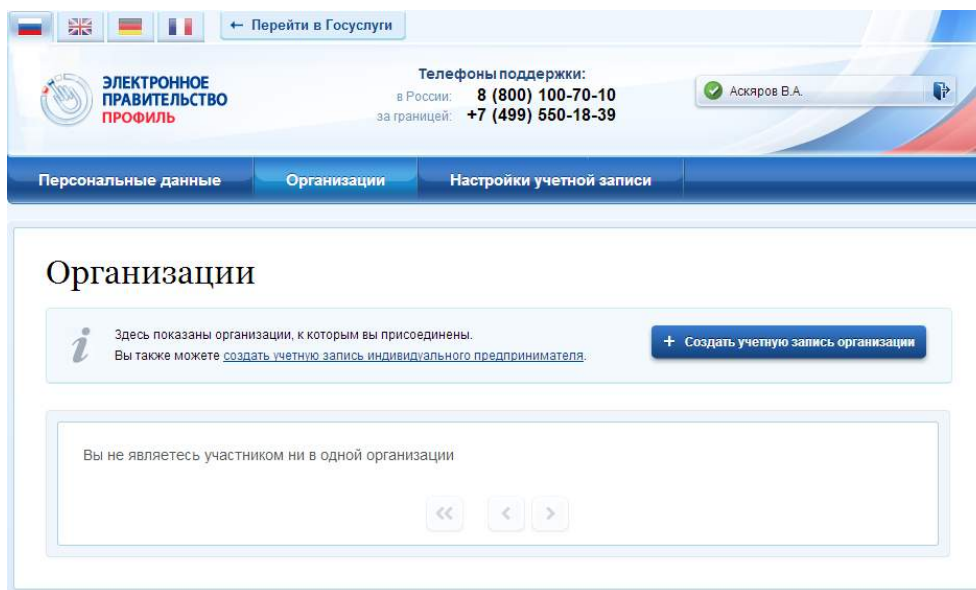 ← Перейти в Госуслуги
ЭЛЕКТРОННОЕ
ПРАВИТЕЛЬСТВО
ПРОФИЛЬ
Телефоны поддержки:
в России: 8 (800) 100-70-10
за границей: +7 (499) 550-18-39
Аскяров В.А.
Персональные данные Организации Настройки учетной записи
Организации
Здесь показаны организации, к которым вы присоединены.
Вы также можете создать учетную запись индивидуального предпринимателя.
+ Создать учетную запись организации
Вы не являетесь участником ни в одной организации